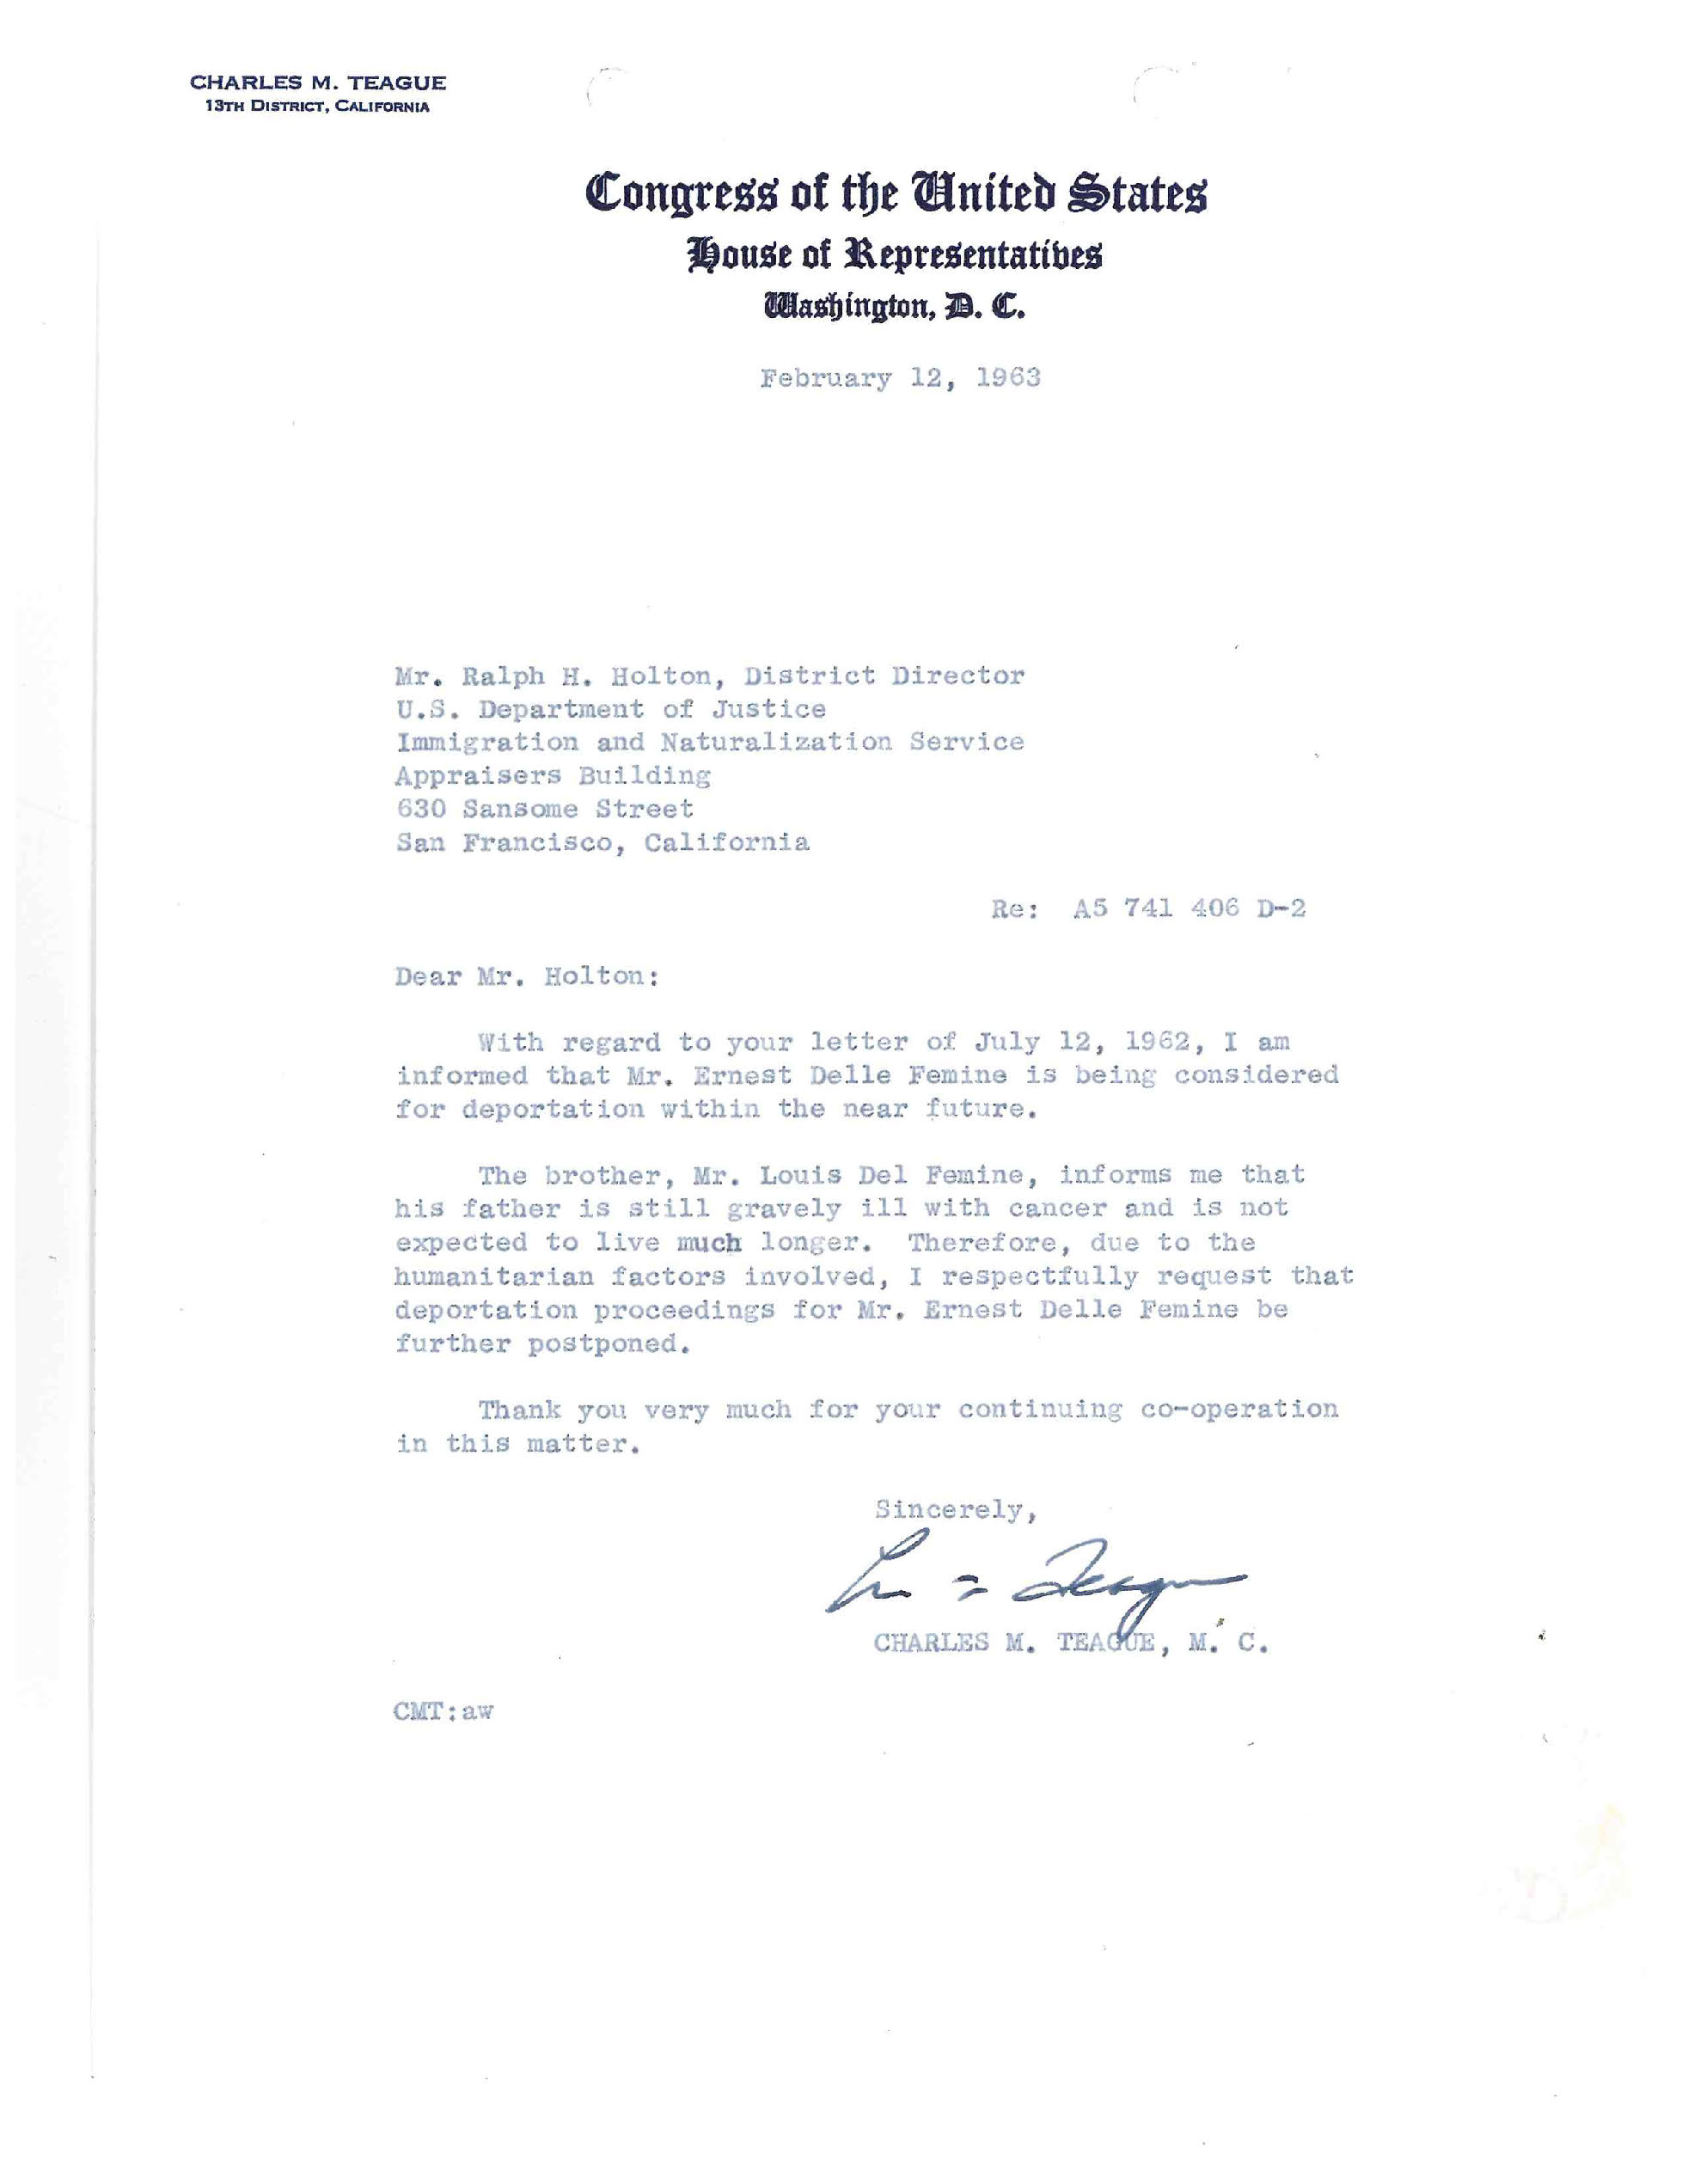 CHARLES M. TEAGUE
13TH DISTRICT, CALIFORNIA
Congress of the United States
House of Representatives
Washington, D. C.
February 12, 1963
Mr. Ralph H. Holton, District Director
U.S. Department of Justice
Immigration and Naturalization Service
Appraisers Building
630 Sansome Street
San Francisco, California
Re: A5 741 406 D-2
Dear Mr. Holton:
With regard to your letter of July 12, 1962, I am
informed that Mr. Ernest Delle Femine is being considered
for deportation within the near future.
The brother, Mr. Louis Del Femine, informs me that
his father is still gravely ill with cancer and is not
expected to live much longer. Therefore, due to the
humanitarian factors involved, I respectfully request that
deportation proceedings for Mr. Ernest Delle Femine be
further postponed.
Thank you very much for your continuing co-operation
in this matter.
Sincerely,
Teague
CHARLES M. TEAGUE, M. C.
CMT:aw